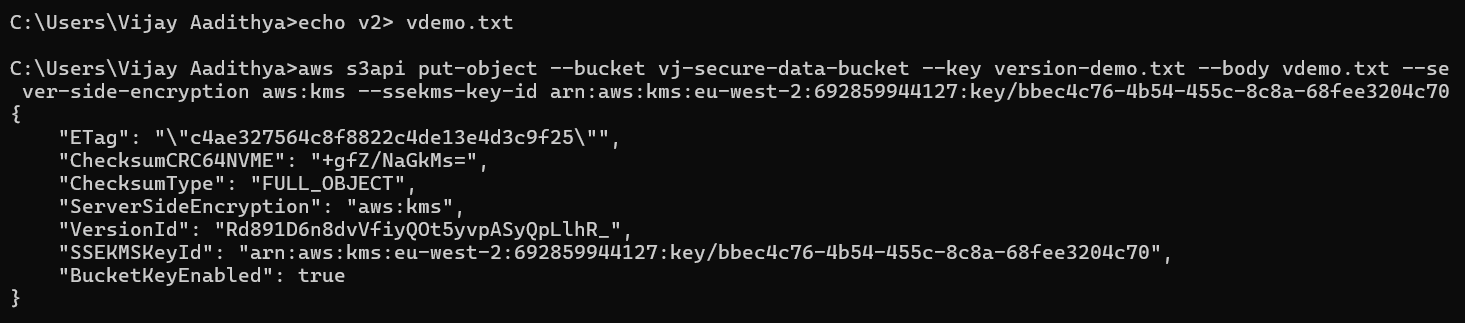 C:\Users\Vijay Aadithya>echo v2> vdemo.txt
C:\Users\Vijay Aadithya>aws s3api put-object --bucket vj-secure-data-bucket --key version-demo.txt --body vdemo.txt --se
ver-side-encryption aws:kms --ssekms-key-id arn:aws:kms:eu-west-2:692859944127:key/bbec4c76-4b54-455c-8c8a-68fee3204c70
{
    "ETag": "\"c4ae327564c8f8822c4de13e4d3c9f25\"",
    "ChecksumCRC64NVME": "+gfZ/NaGkMs=",
    "ChecksumType": "FULL_OBJECT",
    "ServerSideEncryption": "aws:kms",
    "VersionId": "Rd891D6n8dvVfiyQOt5yvpASyQpLlhR_",
    "SSEKMSKeyId": "arn:aws:kms:eu-west-2:692859944127:key/bbec4c76-4b54-455c-8c8a-68fee3204c70",
    "BucketKeyEnabled": true
}